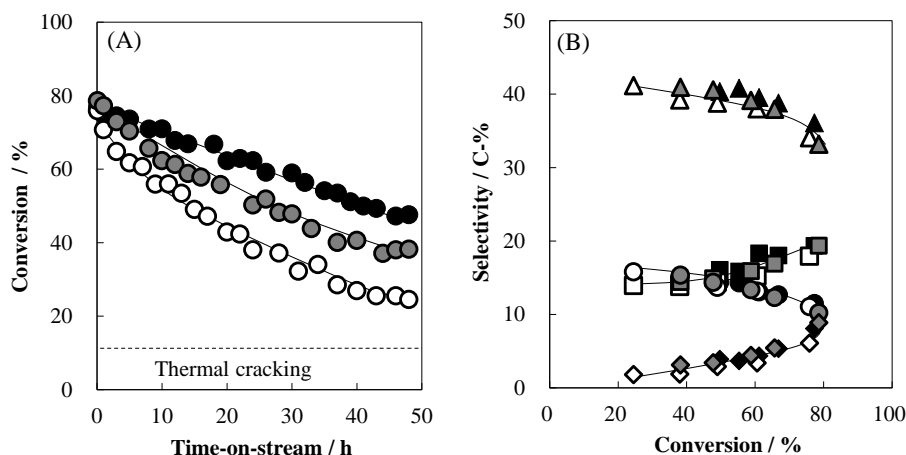 (A)
100
80
60
40
20
0
Conversion / %
Thermal cracking
0 10 20 30 40 50
Time-on-stream / h
(B)
50
40
30
20
10
0
Selectivity / C-%
0 20 40 60 80 100
Conversion / %